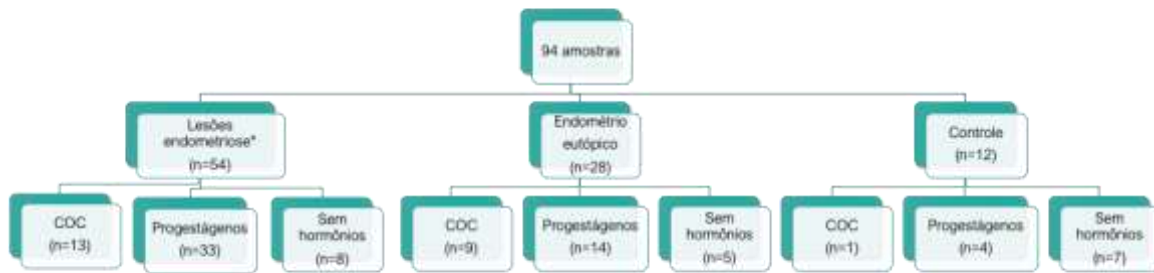 94 amostras
Lesões
endometriose*
(n=54)
Endométrio
eutópico
(n=28)
Controle
(n=12)
COC
(n=13)
Progestágenos
(n=33)
Sem
hormônios
(n=8)
COC
(n=9)
Progestágenos
(n=14)
Sem
hormônios
(n=5)
COC
(n=1)
Progestágenos
(n=4)
Sem
hormônios
(n=7)